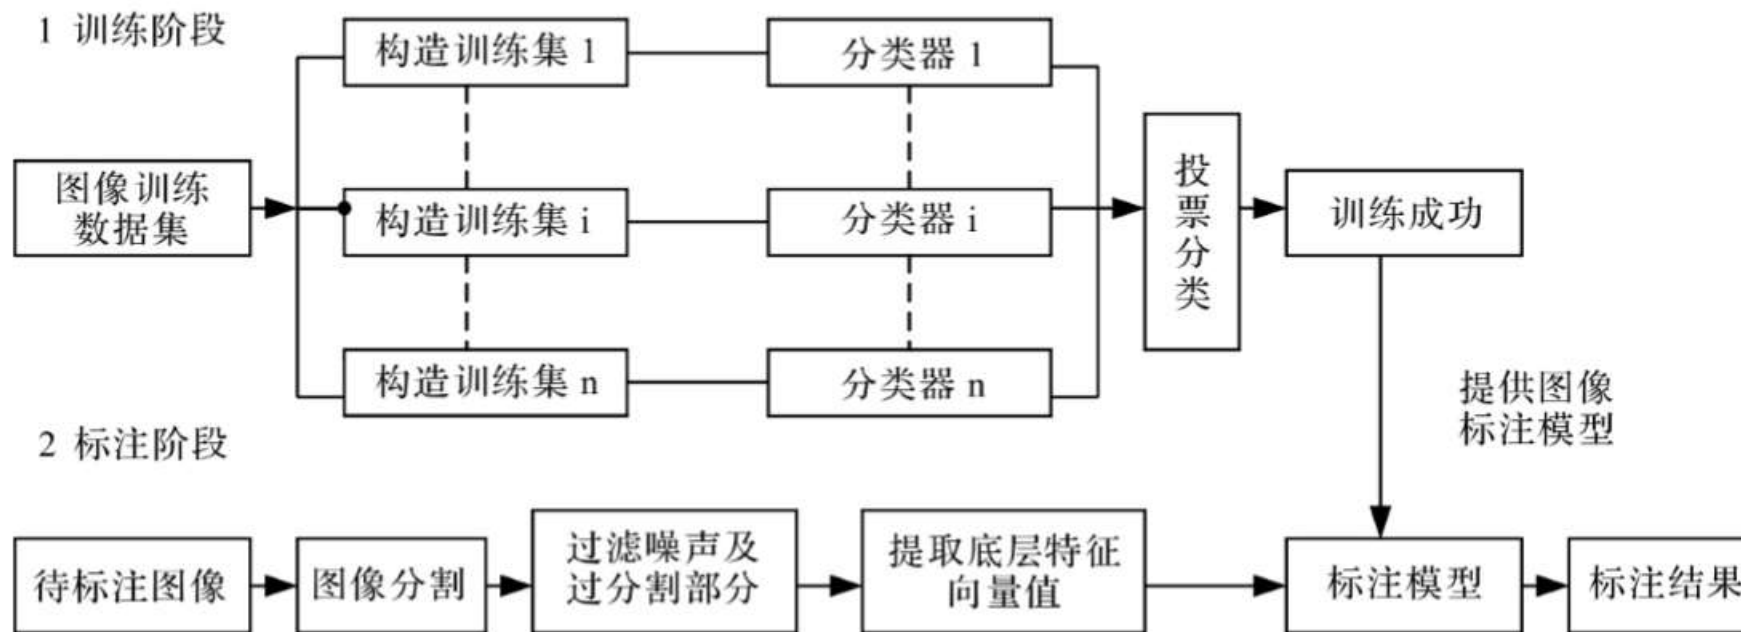 1 训练阶段
构造训练集 1
分类器 1
图像训练
数据集
构造训练集 i
分类器 i
投
票
分
类
训练成功
构造训练集 n
分类器 n
提供图像
标注模型
2 标注阶段
待标注图像
图像分割
过滤噪声及
过分割部分
提取底层特征
向量值
标注模型
标注结果